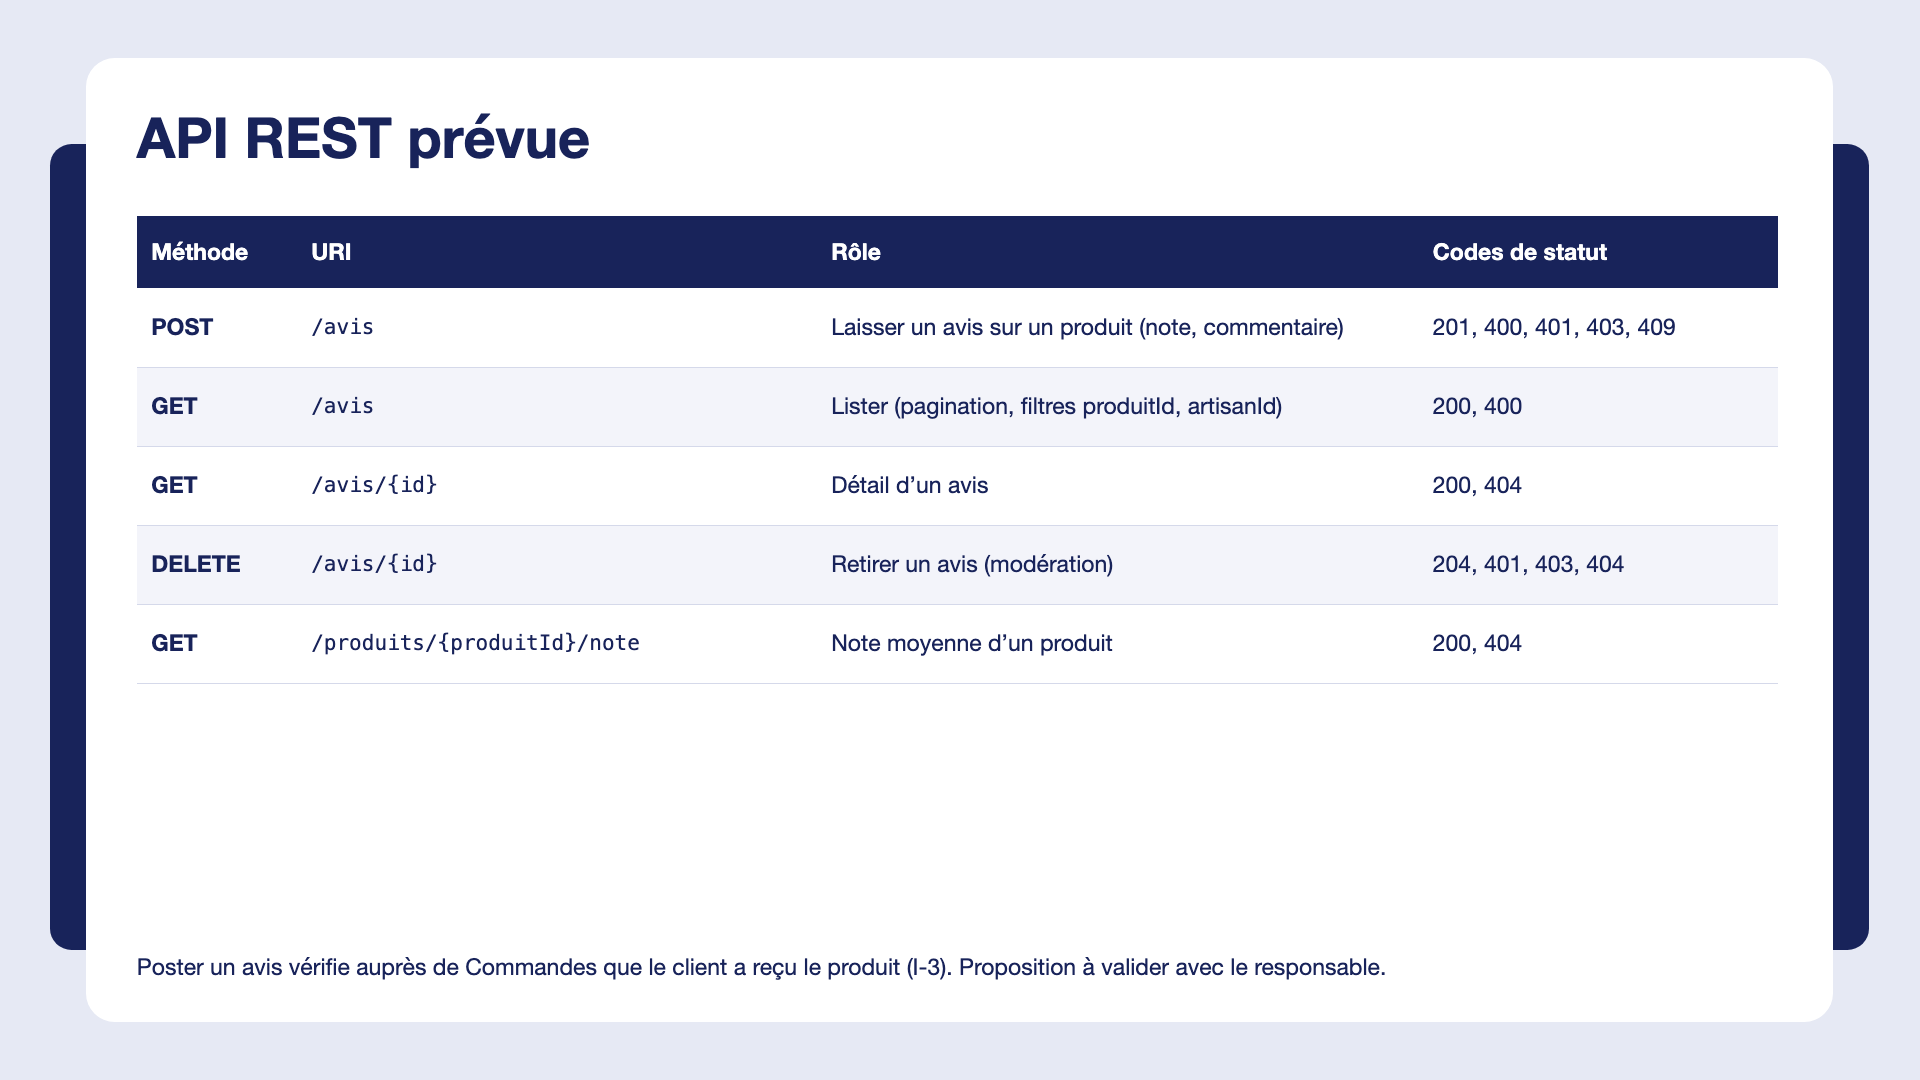 API REST prévue
Méthode URI Rôle Codes de statut
POST /avis Laisser un avis sur un produit (note, commentaire) 201, 400, 401, 403, 409
GET /avis Lister (pagination, filtres produitId, artisanId) 200, 400
GET /avis/{id} Détail d’un avis 200, 404
DELETE /avis/{id} Retirer un avis (modération) 204, 401, 403, 404
GET /produits/{produitId}/note Note moyenne d’un produit 200, 404
Poster un avis vérifie auprès de Commandes que le client a reçu le produit (I-3). Proposition à valider avec le responsable.